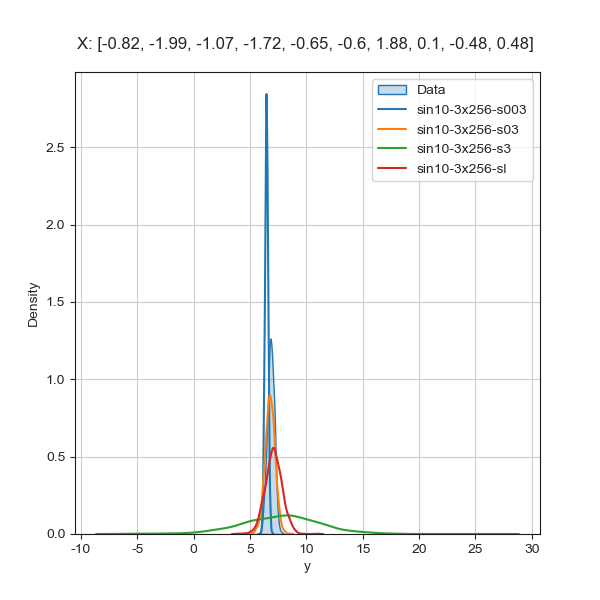 X: [-0.82, -1.99, -1.07, -1.72, -0.65, -0.6, 1.88, 0.1, -0.48, 0.48]
Data
sin10-3x256-s003
sin10-3x256-s03
sin10-3x256-s3
sin10-3x256-sl
Density
2.5
2.0
1.5
1.0
0.5
0.0
-10 -5 0 5 10 15 20 25 30
y